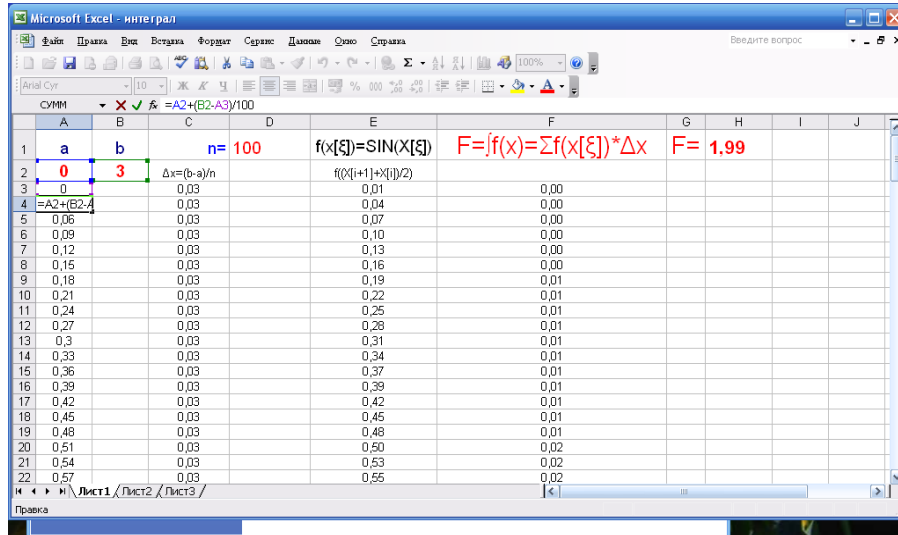 Microsoft Excel - интеграл
Файл Правка Вид Вставка Формат Сервис Данные Окно Справка Введите вопрос
100%
Arial Cyr 10 Ж К Ч % 000
СУММ fx =A2+(B2-A3)/100
A B C D E F G H I J
1 a b n= 100 f(x[ξ])=SIN(X[ξ]) F=∫f(x)=Σf(x[ξ])*Δx F= 1,99
2 0 3 Δx=(b-a)/n f((X[i+1]+X[i])/2)
3 0 0,03 0,01 0,00
4 =A2+(B2-A 0,03 0,04 0,00
5 0,06 0,03 0,07 0,00
6 0,09 0,03 0,10 0,00
7 0,12 0,03 0,13 0,00
8 0,15 0,03 0,16 0,00
9 0,18 0,03 0,19 0,01
10 0,21 0,03 0,22 0,01
11 0,24 0,03 0,25 0,01
12 0,27 0,03 0,28 0,01
13 0,3 0,03 0,31 0,01
14 0,33 0,03 0,34 0,01
15 0,36 0,03 0,37 0,01
16 0,39 0,03 0,39 0,01
17 0,42 0,03 0,42 0,01
18 0,45 0,03 0,45 0,01
19 0,48 0,03 0,48 0,01
20 0,51 0,03 0,50 0,02
21 0,54 0,03 0,53 0,02
22 0,57 0,03 0,55 0,02
Лист1 Лист2 Лист3
Правка